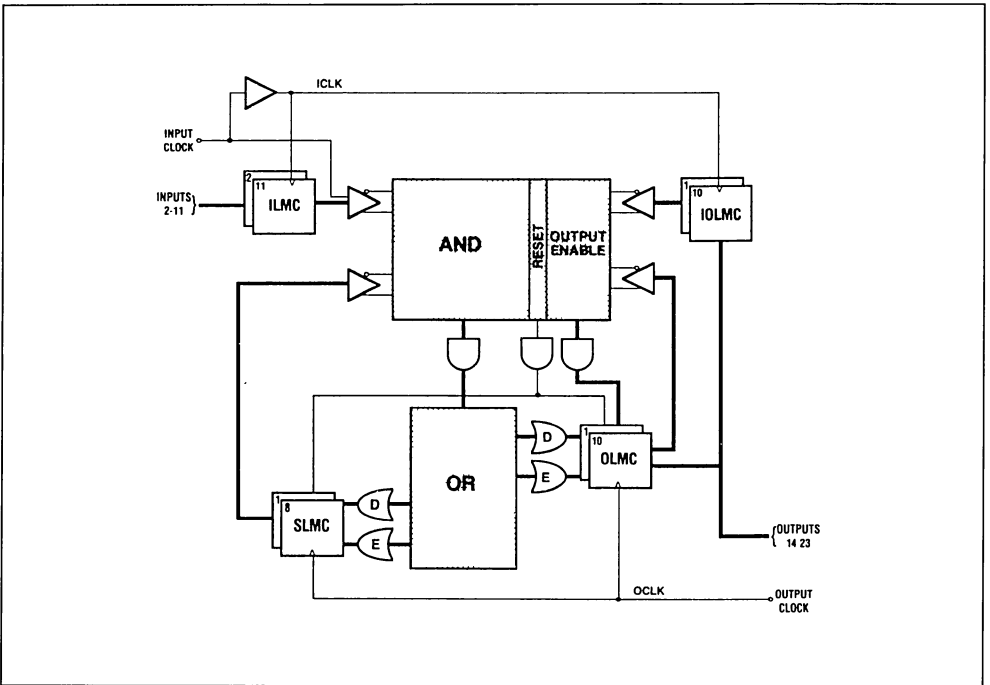 ICLK
INPUT
CLOCK
2
11
ILMC
INPUTS
2-11
AND
RESET
OUTPUT
ENABLE
1
10
IOLMC
OR
D
E
1
10
OLMC
D
E
1
8
SLMC
OUTPUTS
14 23
OCLK
OUTPUT
CLOCK